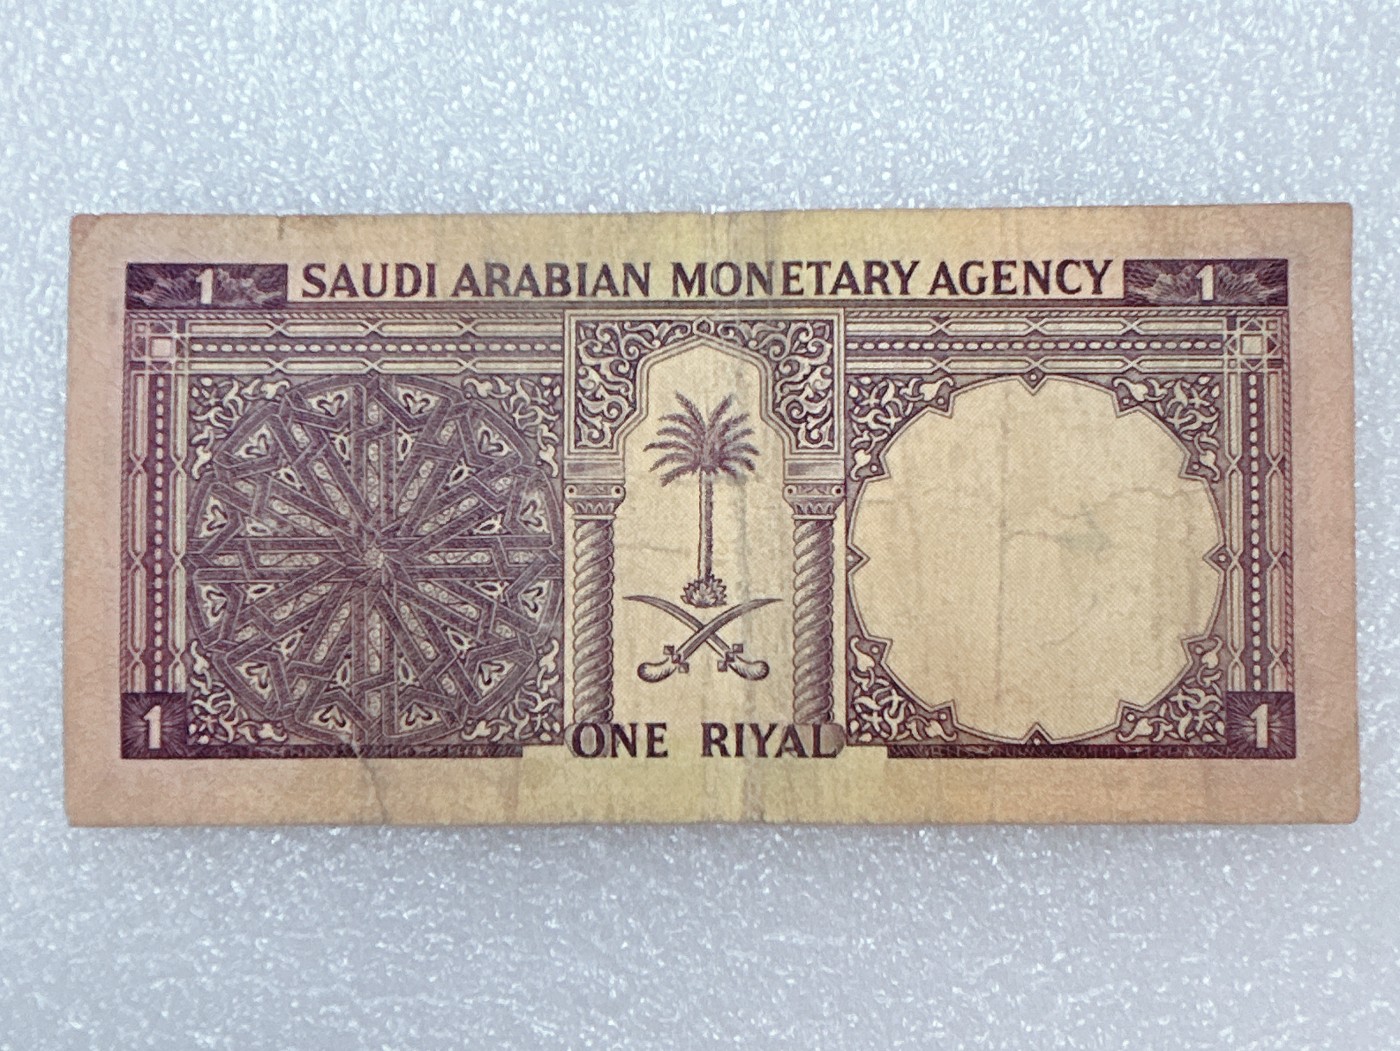 1 SAUDI ARABIAN MONETARY AGENCY 1
1 ONE RIYAL 1